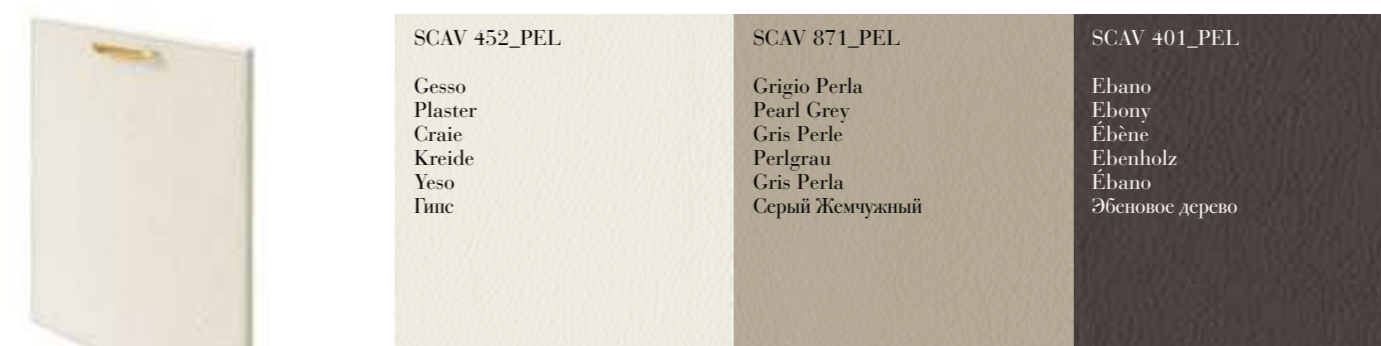 SCAV 452_PEL
Gesso
Plaster
Craie
Kreide
Yeso
Гипс
SCAV 871_PEL
Grigio Perla
Pearl Grey
Gris Perle
Perlgrau
Gris Perla
Серый Жемчужный
SCAV 401_PEL
Ebano
Ebony
Ébène
Ebenholz
Ébano
Эбеновое дерево